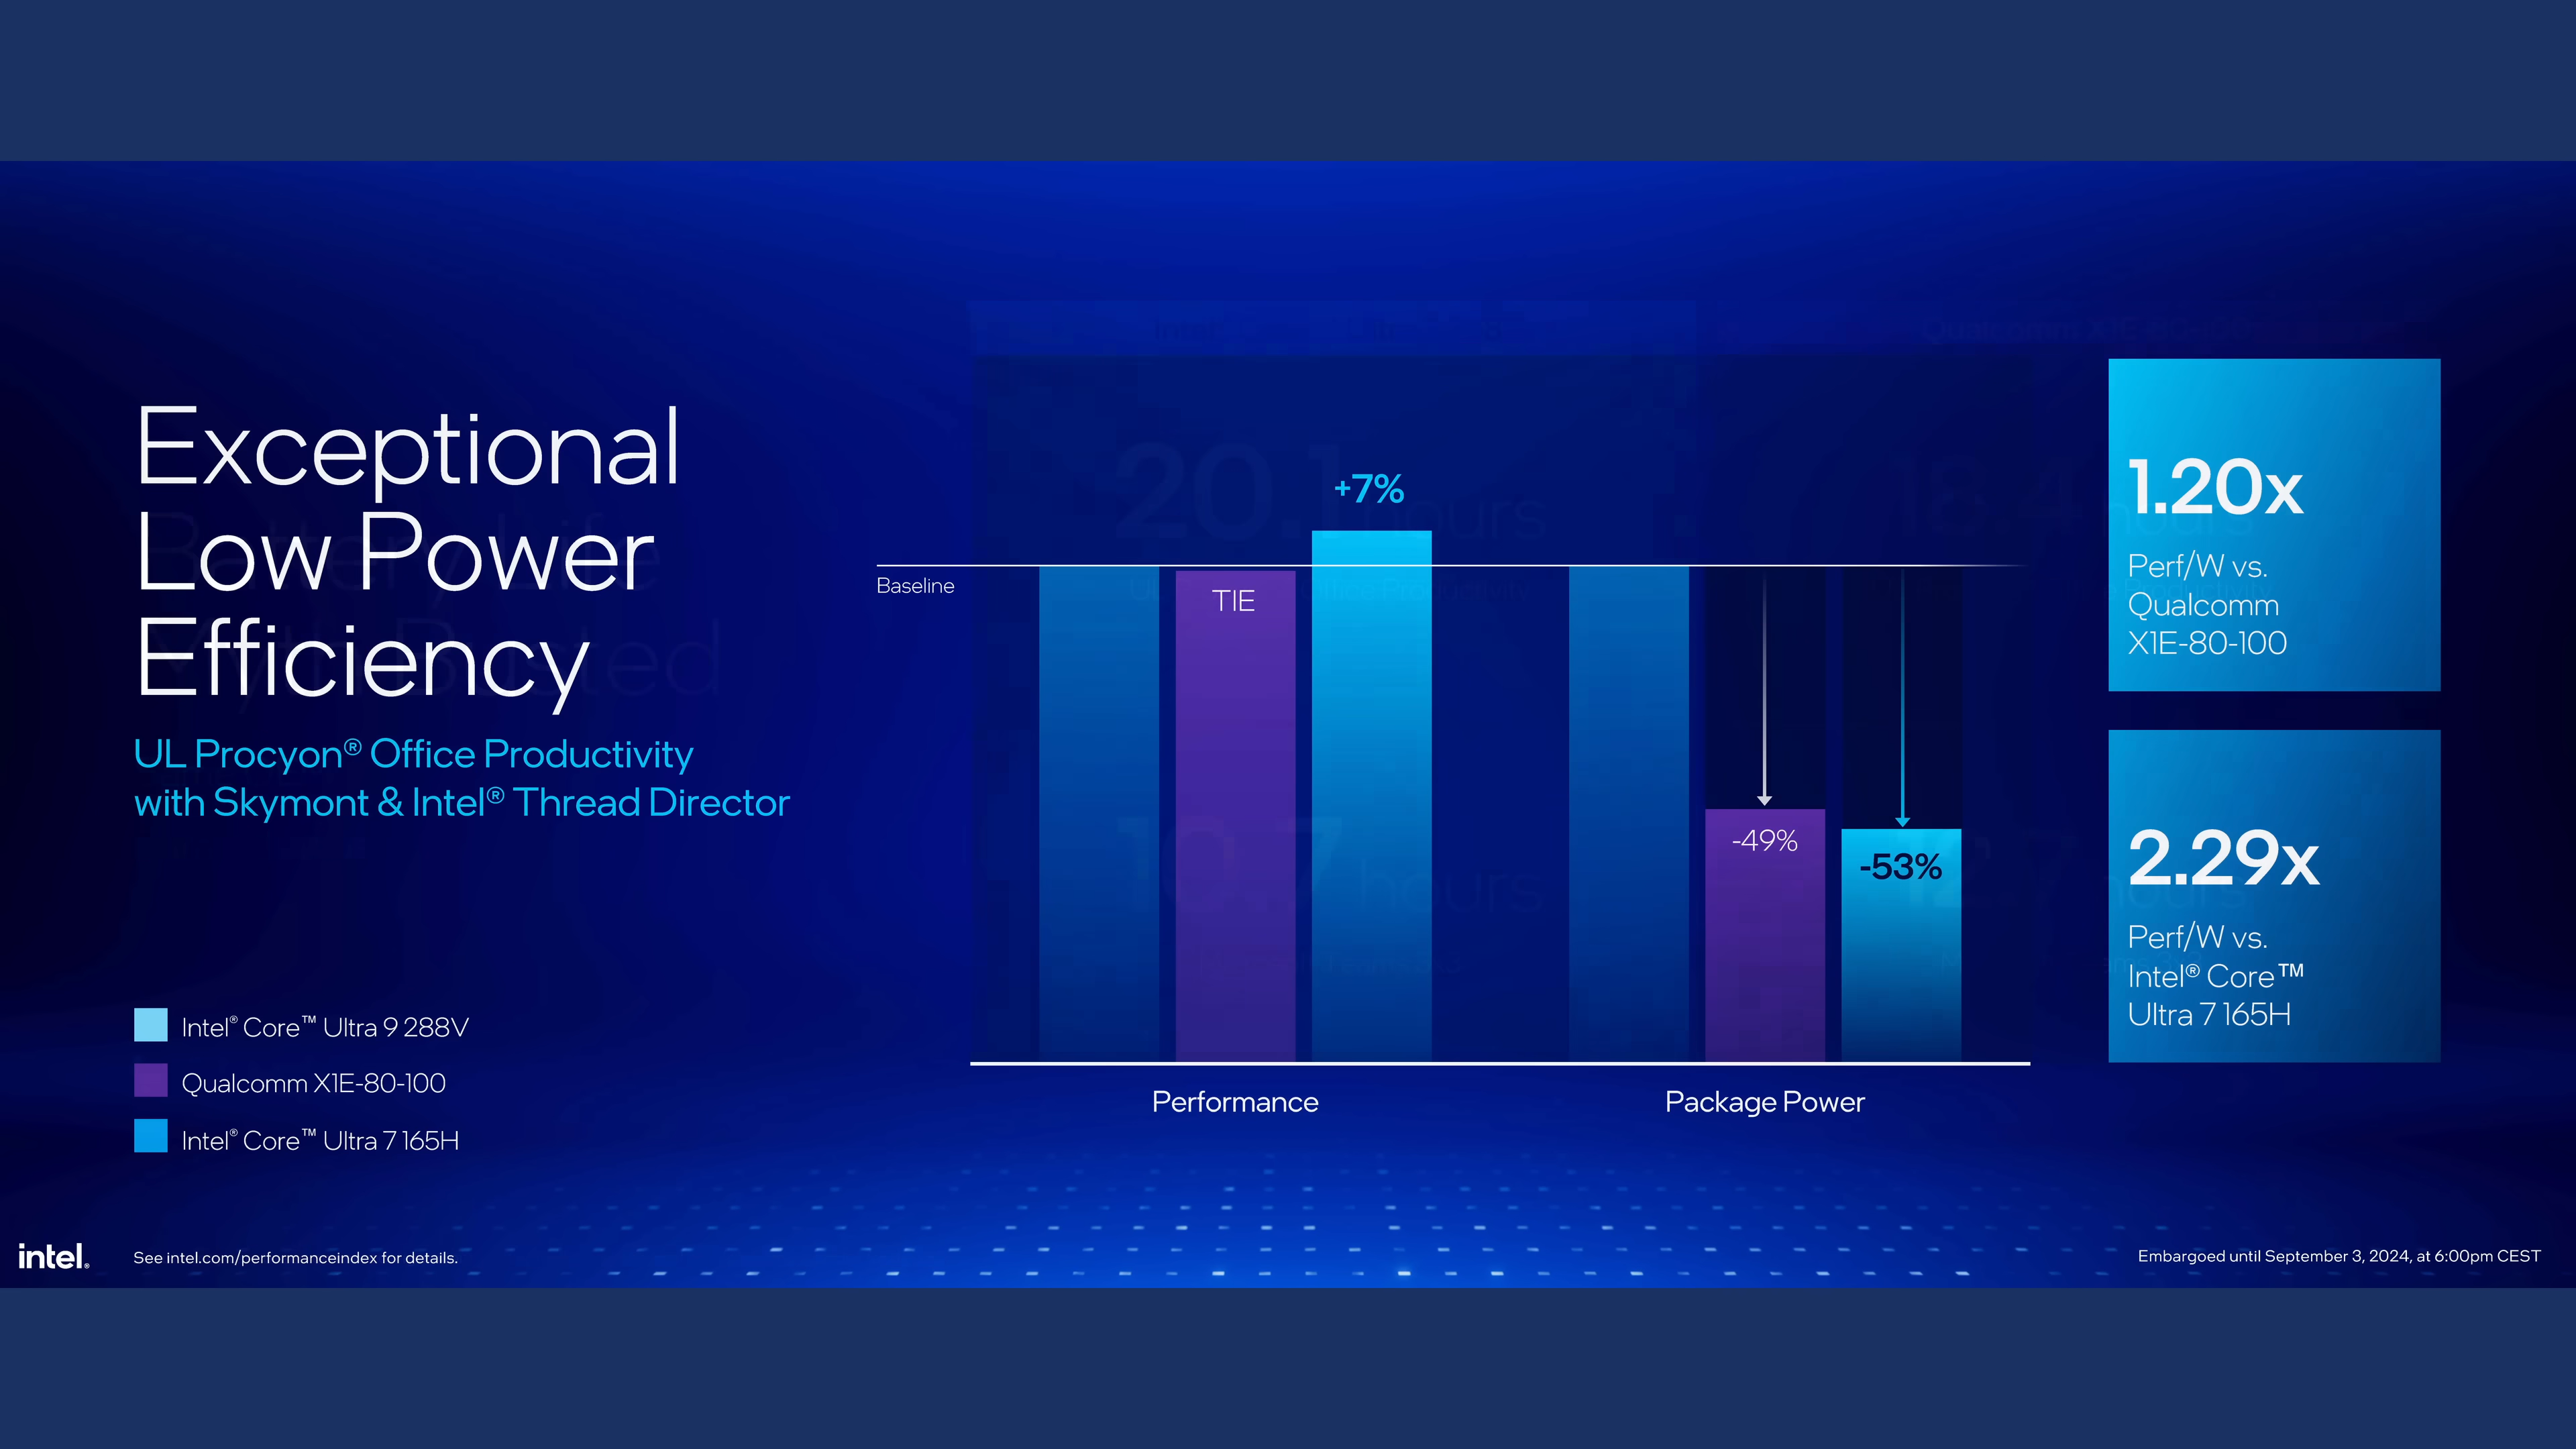 Exceptional
Low Power
Efficiency
UL Procyon® Office Productivity
with Skymont & Intel® Thread Director
Intel® Core™ Ultra 9 288V
Qualcomm X1E-80-100
Intel® Core™ Ultra 7 165H
+7%
Baseline
TIE
-49%
-53%
Performance
Package Power
1.20x
Perf/W vs.
Qualcomm
X1E-80-100
2.29x
Perf/W vs.
Intel® Core™
Ultra 7 165H
intel.
See intel.com/performanceindex for details.
Embargoed until September 3, 2024, at 6:00pm CEST